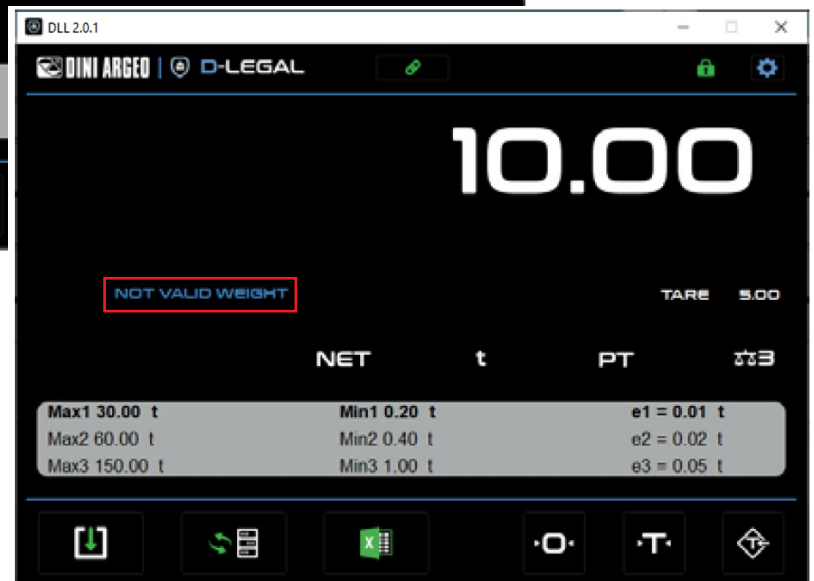 DLL 2.0.1
DINI ARGEO | D-LEGAL
10.00
NOT VALID WEIGHT TARE 5.00
NET t PT 3
Max1 30.00 t Min1 0.20 t e1 = 0.01 t
Max2 60.00 t Min2 0.40 t e2 = 0.02 t
Max3 150.00 t Min3 1.00 t e3 = 0.05 t
X
·O· ·T· T